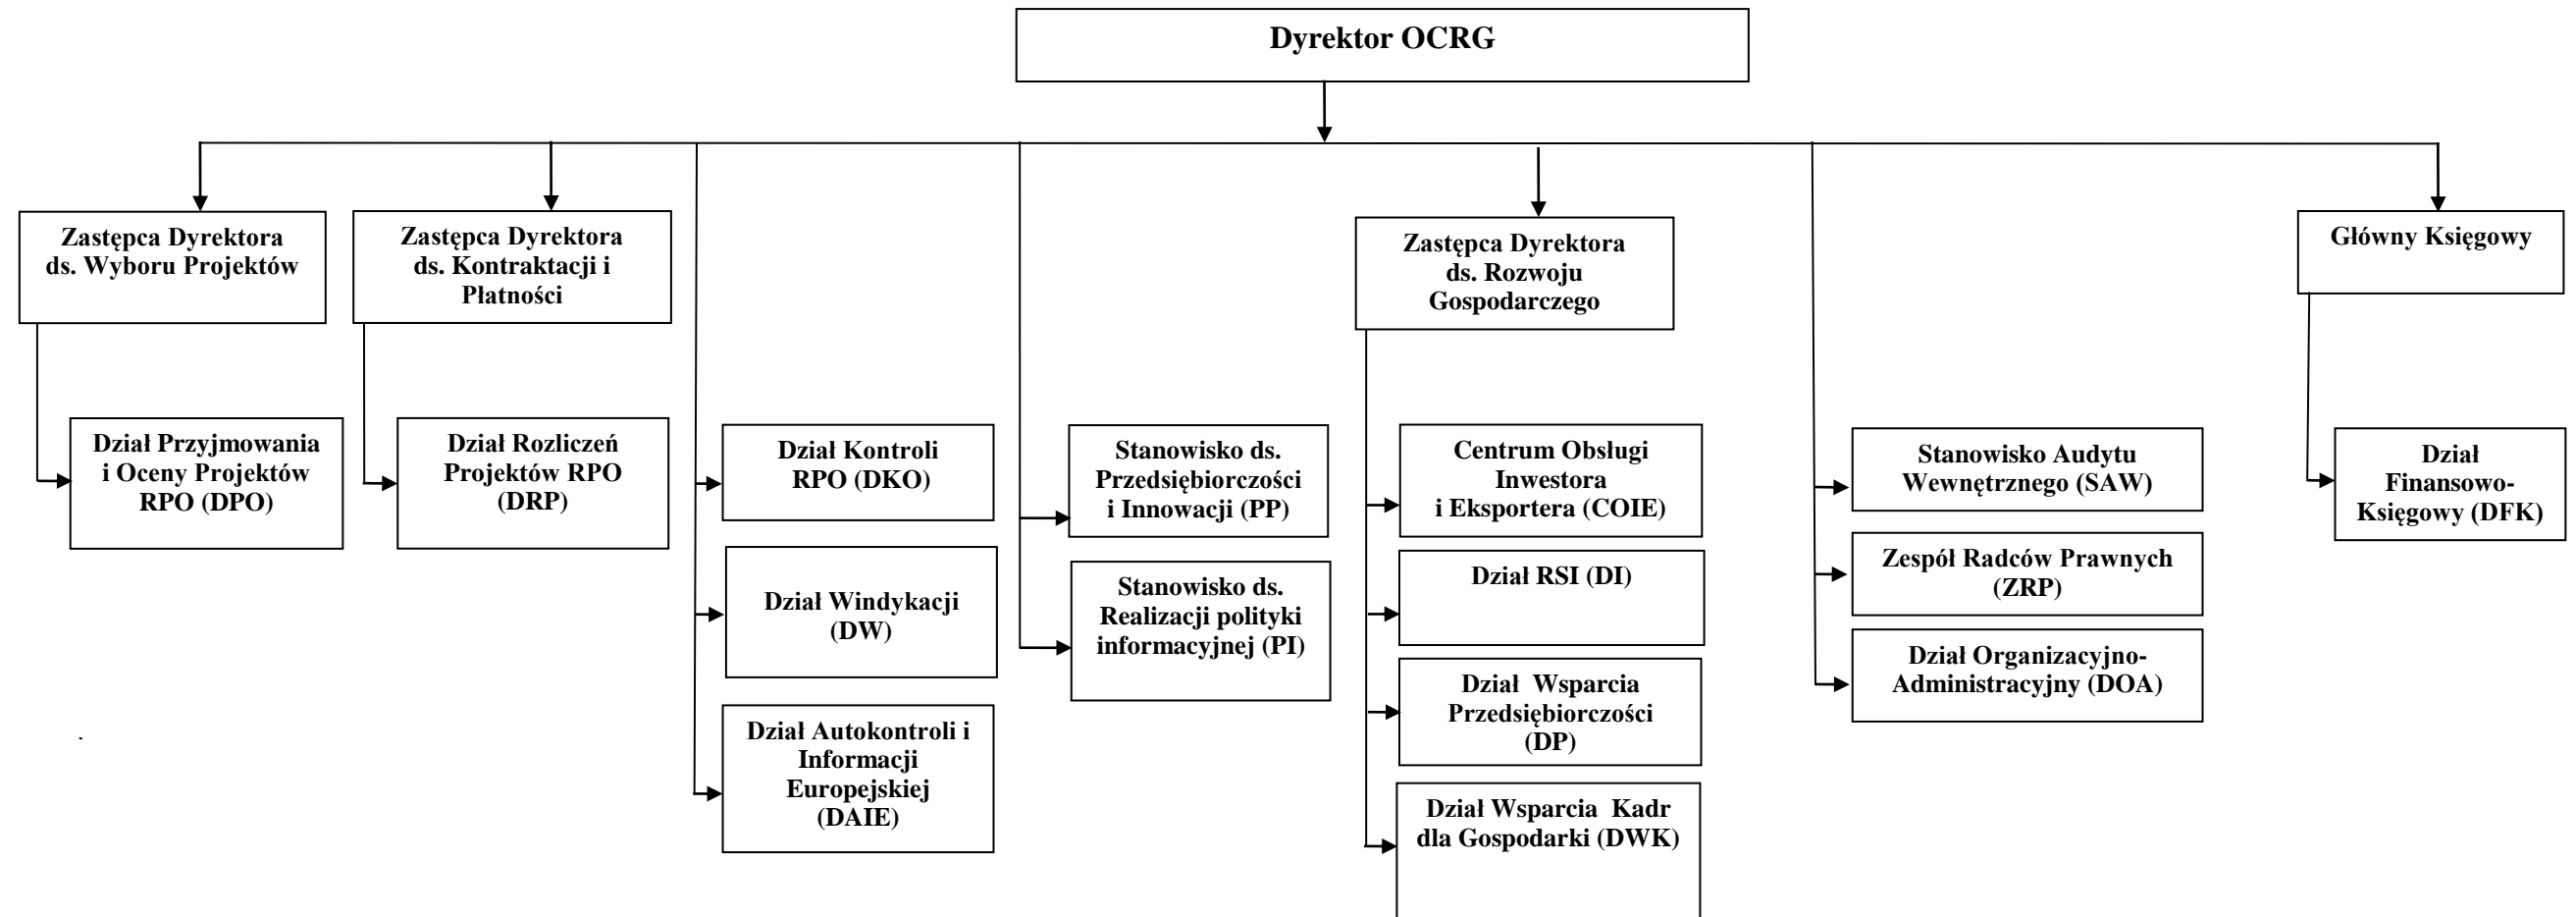 Dyrektor OCRG
Zastępca Dyrektora
ds. Wyboru Projektów
Zastępca Dyrektora
ds. Kontraktacji i
Płatności
Zastępca Dyrektora
ds. Rozwoju
Gospodarczego
Główny Księgowy
Dział Przyjmowania
i Oceny Projektów
RPO (DPO)
Dział Rozliczeń
Projektów RPO
(DRP)
Dział Kontroli
RPO (DKO)
Dział Windykacji
(DW)
Dział Autokontroli i
Informacji
Europejskiej
(DAIE)
Stanowisko ds.
Przedsiębiorczości
i Innowacji (PP)
Stanowisko ds.
Realizacji polityki
informacyjnej (PI)
Centrum Obsługi
Inwestora
i Eksportera (COIE)
Dział RSI (DI)
Dział Wsparcia
Przedsiębiorczości
(DP)
Dział Wsparcia Kadr
dla Gospodarki (DWK)
Stanowisko Audytu
Wewnętrznego (SAW)
Zespół Radców Prawnych
(ZRP)
Dział Organizacyjno-
Administracyjny (DOA)
Dział
Finansowo-
Księgowy (DFK)